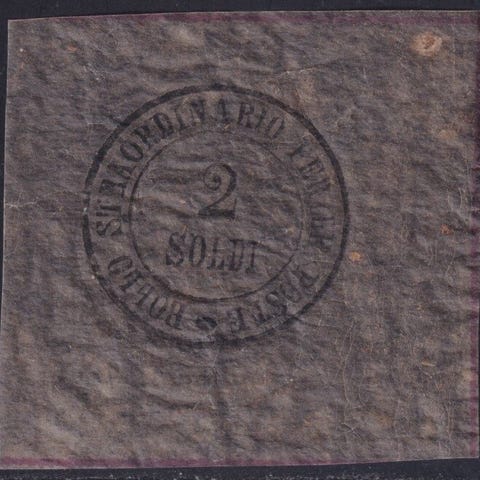 BOLLO STRAORDINARIO PER LE POSTE
2
SOLDI